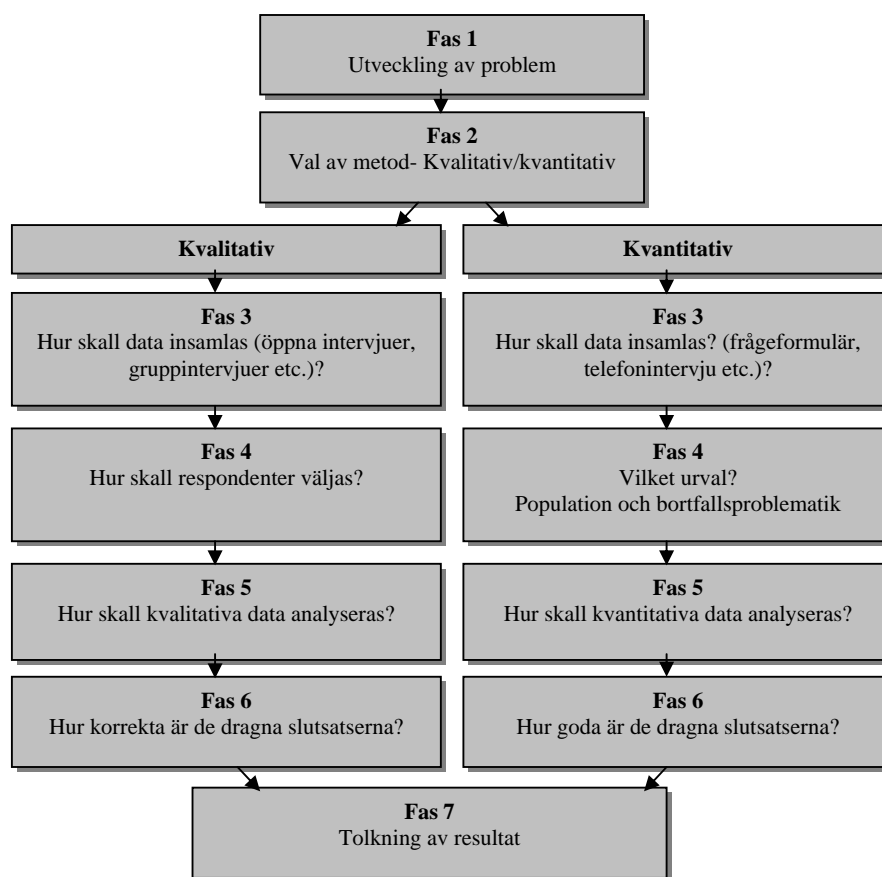 Fas 1
Utveckling av problem
Fas 2
Val av metod- Kvalitativ/kvantitativ
Kvalitativ
Fas 3
Hur skall data insamlas (öppna intervjuer,
gruppintervjuer etc.)?
Fas 4
Hur skall respondenter väljas?
Fas 5
Hur skall kvalitativa data analyseras?
Fas 6
Hur korrekta är de dragna slutsatserna?
Kvantitativ
Fas 3
Hur skall data insamlas? (frågeformulär,
telefonintervju etc.)?
Fas 4
Vilket urval?
Population och bortfallsproblematik
Fas 5
Hur skall kvantitativa data analyseras?
Fas 6
Hur goda är de dragna slutsatserna?
Fas 7
Tolkning av resultat